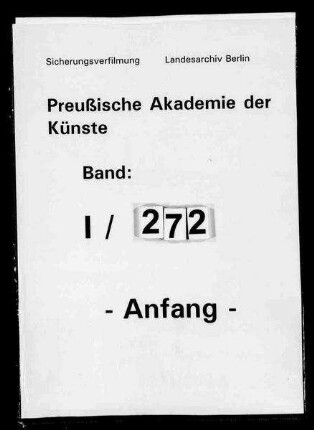 Sicherungsverfilmung Landesarchiv Berlin
Preußische Akademie der
Künste
Band:
I / 272
- Anfang -